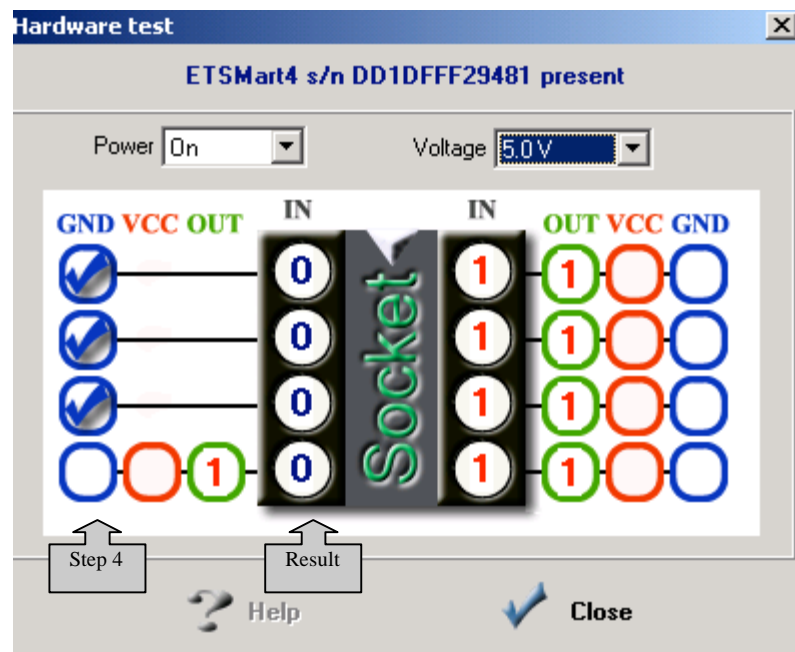 Hardware test
ETSMart4 s/n DD1DFFF29481 present
Power On Voltage 5.0 V
GND VCC OUT IN IN OUT VCC GND
0 1 1
0 1 1
0 1 1
1 0 1 1
Socket
Step 4 Result
Help Close